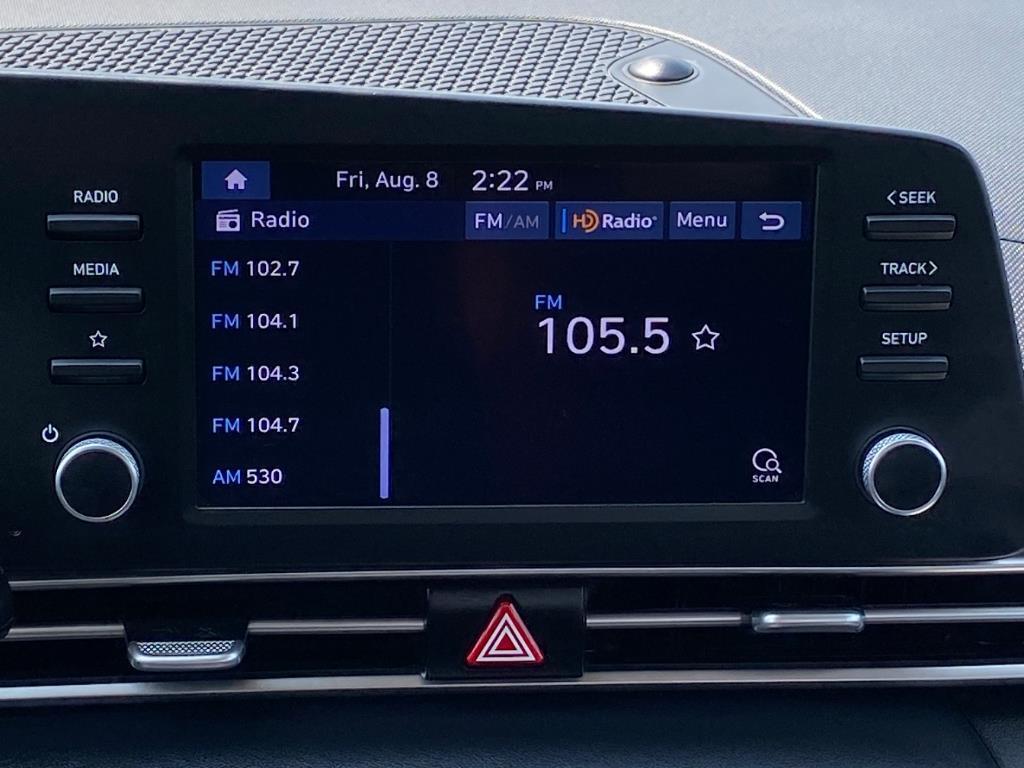 RADIO
MEDIA
Fri, Aug. 8 2:22 PM
Radio FM/AM HD Radio Menu
FM 102.7
FM 104.1
FM 104.3
FM 104.7
AM 530
FM
105.5
SCAN
< SEEK
TRACK >
SETUP